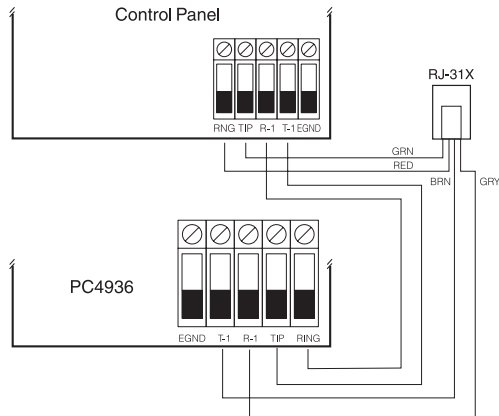 Control Panel
RJ-31X
RNG TIP R-1 T-1 EGND
GRN
RED
BRN GRY
PC4936
EGND T-1 R-1 TIP RING